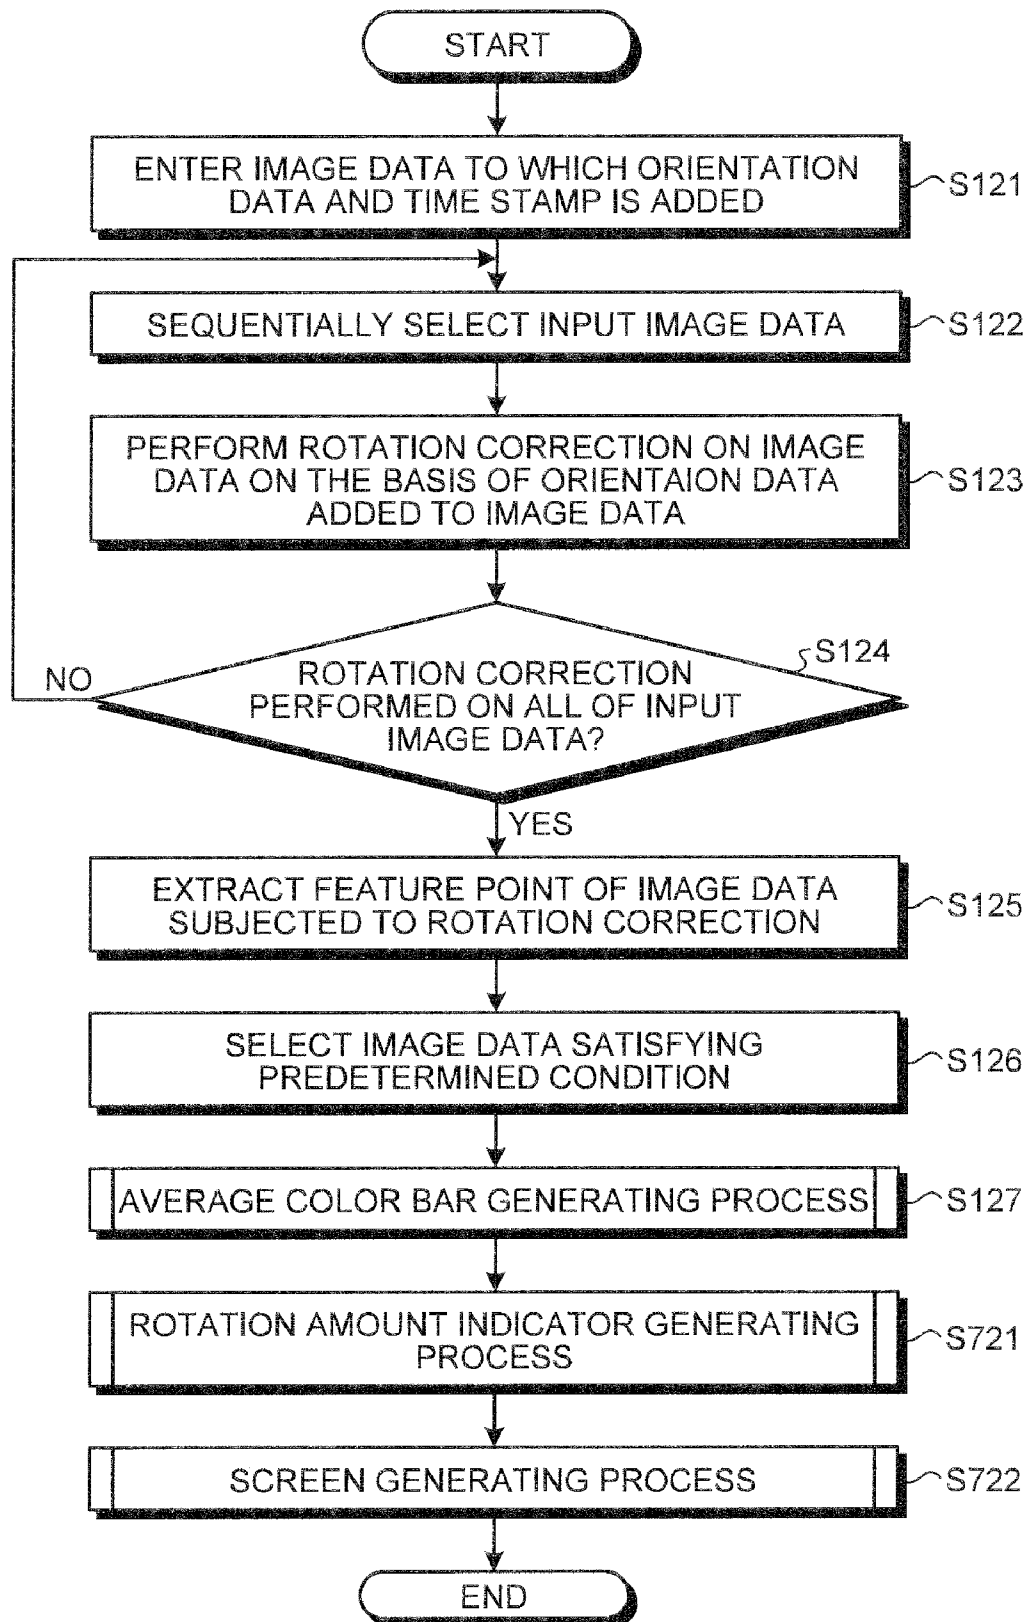 START
ENTER IMAGE DATA TO WHICH ORIENTATION
DATA AND TIME STAMP IS ADDED
S121
SEQUENTIALLY SELECT INPUT IMAGE DATA
S122
PERFORM ROTATION CORRECTION ON IMAGE
DATA ON THE BASIS OF ORIENTAION DATA
ADDED TO IMAGE DATA
S123
S124
NO
ROTATION CORRECTION
PERFORMED ON ALL OF INPUT
IMAGE DATA?
YES
EXTRACT FEATURE POINT OF IMAGE DATA
SUBJECTED TO ROTATION CORRECTION
S125
SELECT IMAGE DATA SATISFYING
PREDETERMINED CONDITION
S126
AVERAGE COLOR BAR GENERATING PROCESS
S127
ROTATION AMOUNT INDICATOR GENERATING
PROCESS
S721
SCREEN GENERATING PROCESS
S722
END